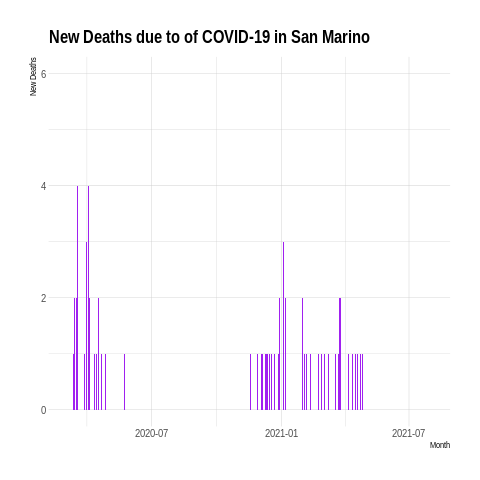 New Deaths due to of COVID-19 in San Marino
New Deaths
6
4
2
0
2020-07 2021-01 2021-07
Month